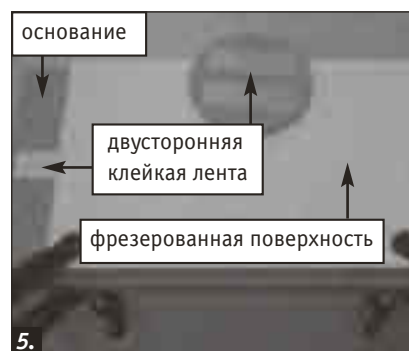 основание
двусторонняя
клейкая лента
фрезерованная поверхность
5.